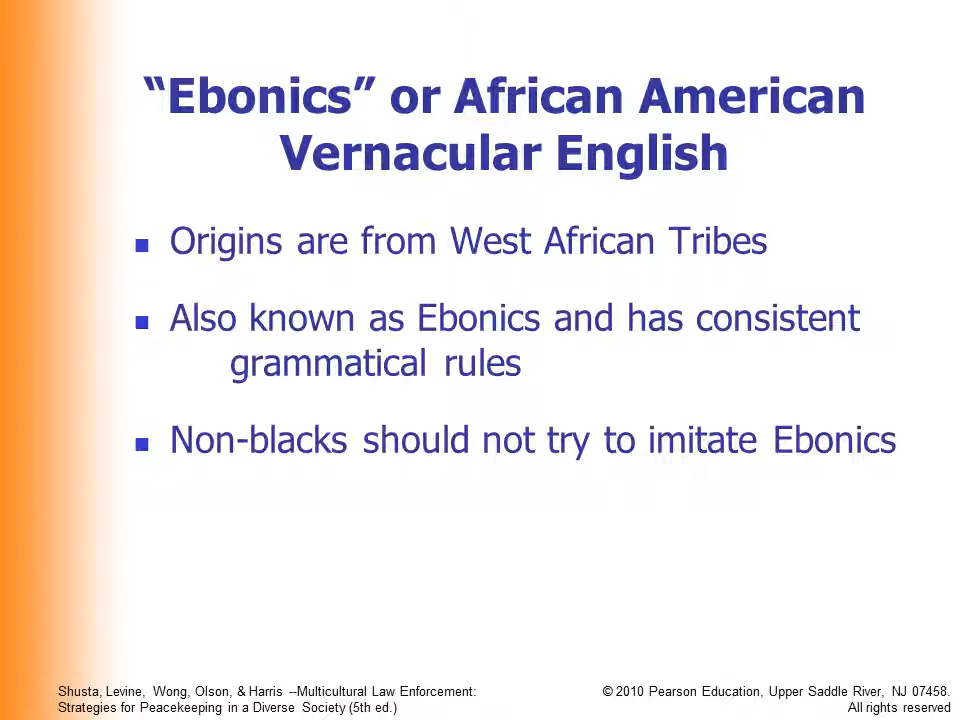 “Ebonics” or African American
Vernacular English
Origins are from West African Tribes
Also known as Ebonics and has consistent
grammatical rules
Non-blacks should not try to imitate Ebonics
Shusta, Levine, Wong, Olson, & Harris --Multicultural Law Enforcement:
Strategies for Peacekeeping in a Diverse Society (5th ed.)
© 2010 Pearson Education, Upper Saddle River, NJ 07458.
All rights reserved